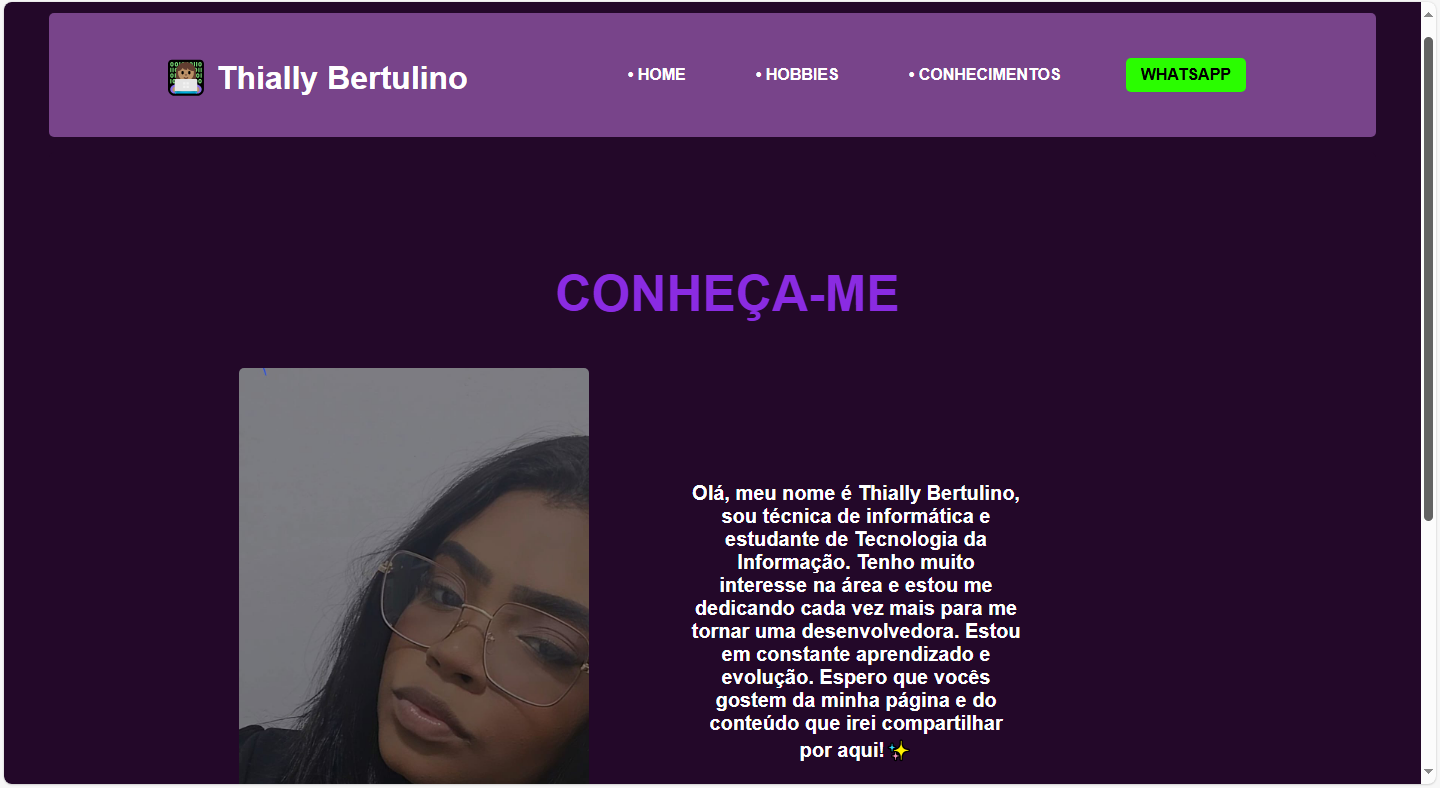 Thially Bertulino
• HOME
• HOBBIES
• CONHECIMENTOS
WHATSAPP
CONHEÇA-ME
Olá, meu nome é Thially Bertulino,
sou técnica de informática e
estudante de Tecnologia da
Informação. Tenho muito
interesse na área e estou me
dedicando cada vez mais para me
tornar uma desenvolvedora. Estou
em constante aprendizado e
evolução. Espero que vocês
gostem da minha página e do
conteúdo que irei compartilhar
por aqui! ✨